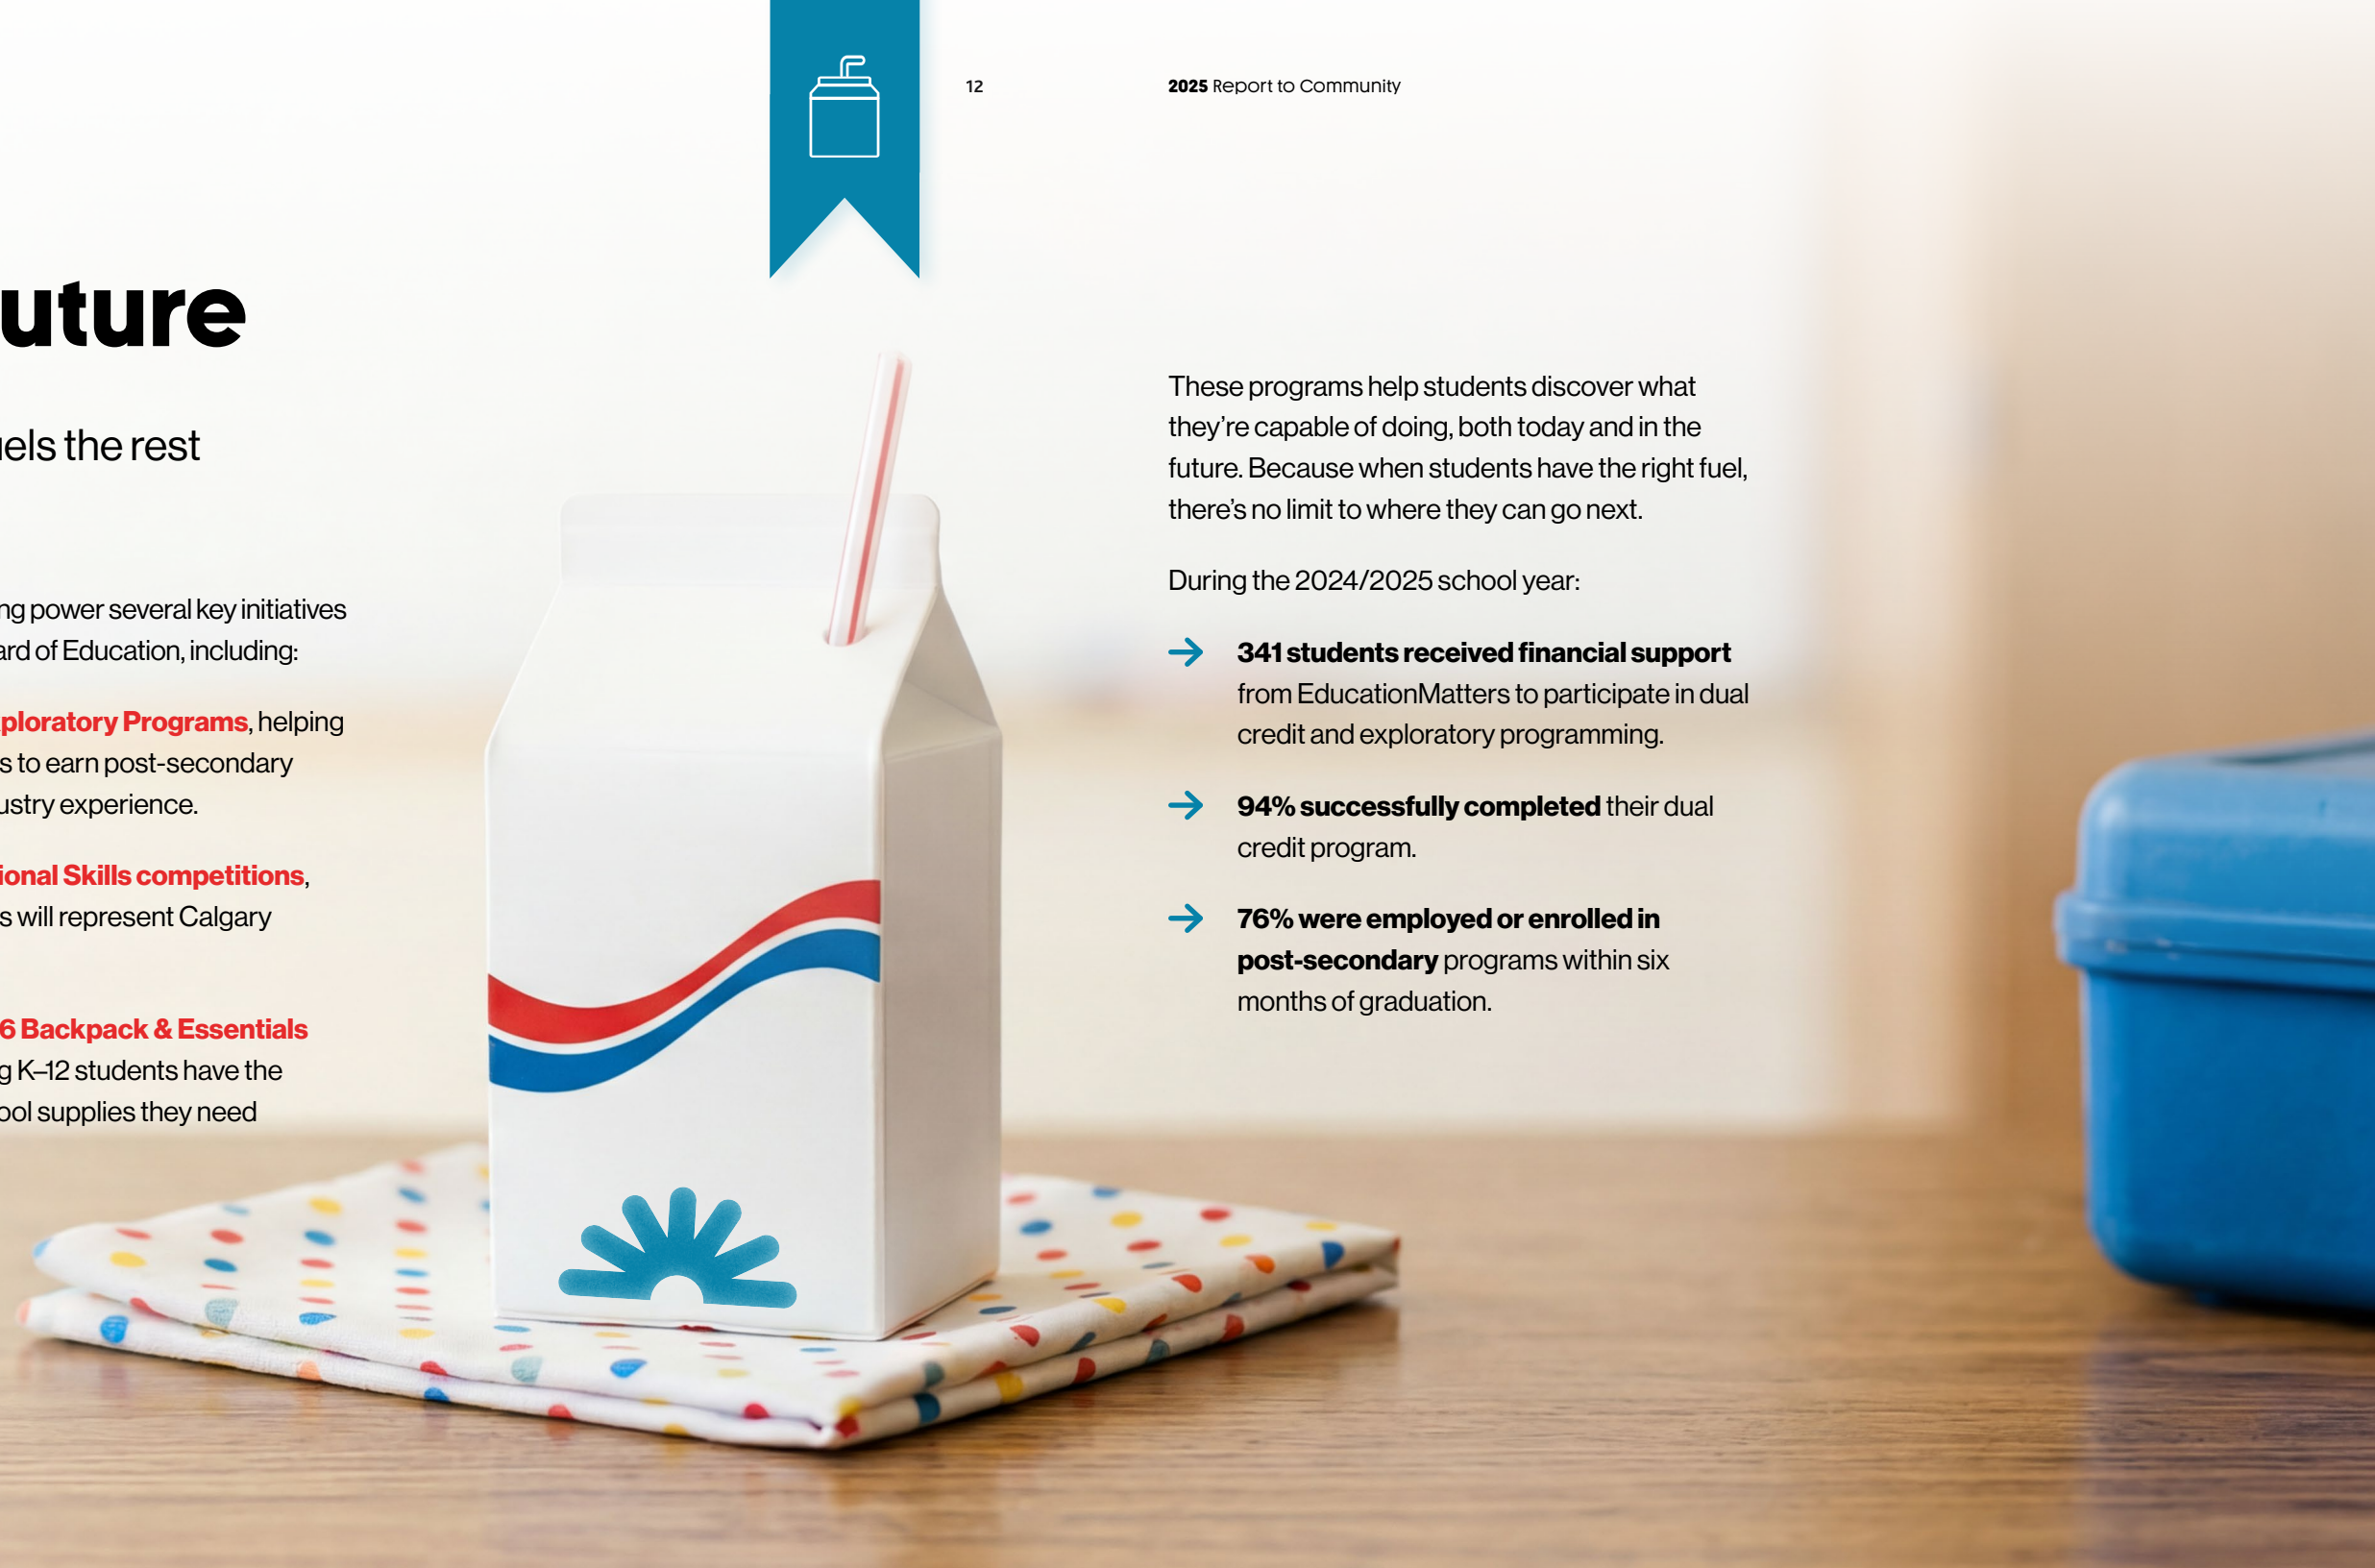 12
2025 Report to Community
uture
els the rest
ng power several key initiatives
ard of Education, including:
ploratory Programs, helping
s to earn post-secondary
ustry experience.
ional Skills competitions,
s will represent Calgary
6 Backpack & Essentials
g K–12 students have the
ool supplies they need
These programs help students discover what
they’re capable of doing, both today and in the
future. Because when students have the right fuel,
there’s no limit to where they can go next.
During the 2024/2025 school year:
341 students received financial support
from EducationMatters to participate in dual
credit and exploratory programming.
94% successfully completed their dual
credit program.
76% were employed or enrolled in
post-secondary programs within six
months of graduation.